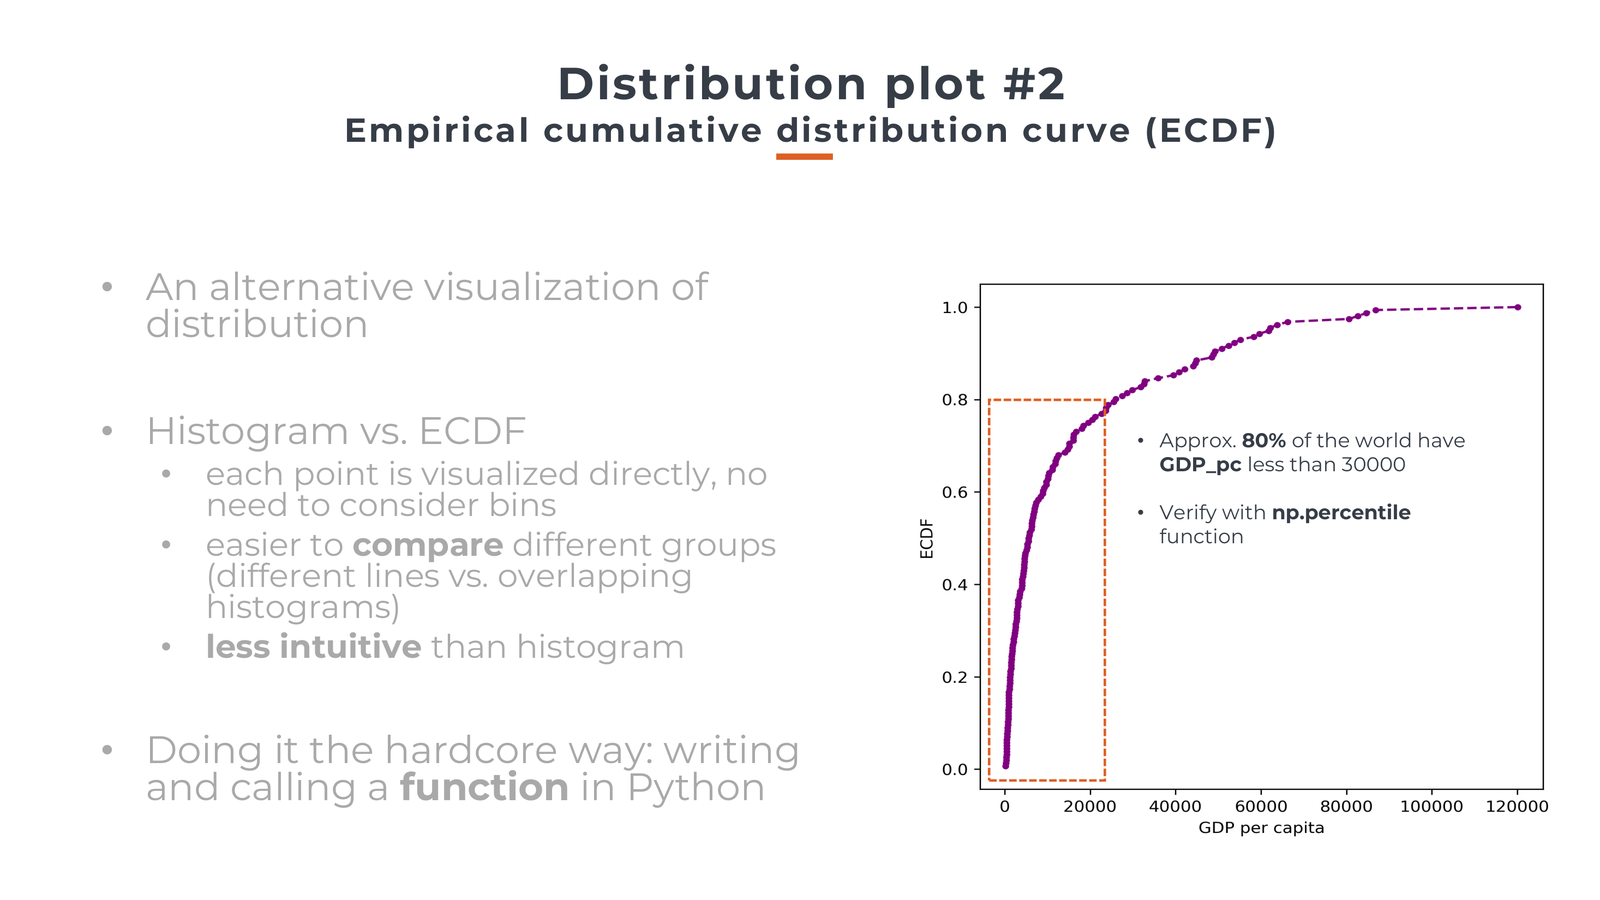 Distribution plot #2
Empirical cumulative distribution curve (ECDF)
• An alternative visualization of
distribution
• Histogram vs. ECDF
• each point is visualized directly, no
need to consider bins
• easier to compare different groups
(different lines vs. overlapping
histograms)
• less intuitive than histogram
• Doing it the hardcore way: writing
and calling a function in Python
1.0
0.8
0.6
0.4
0.2
0.0
ECDF
• Approx. 80% of the world have
GDP_pc less than 30000
• Verify with np.percentile
function
0 20000 40000 60000 80000 100000 120000
GDP per capita